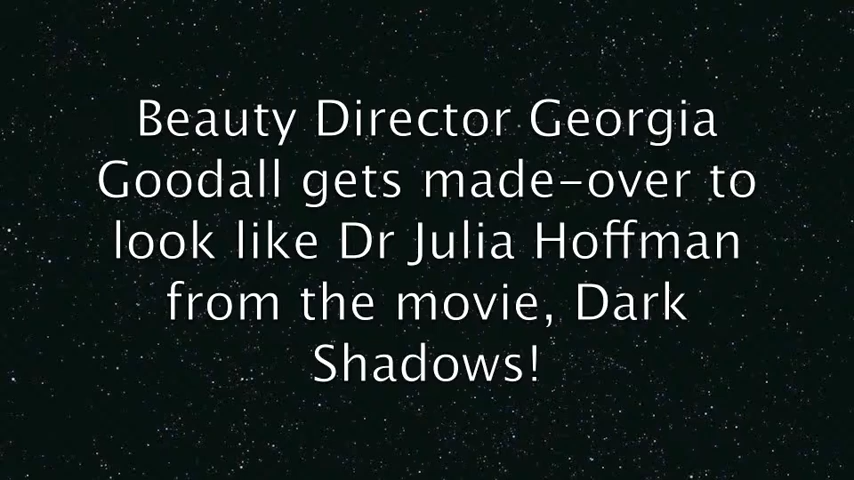 Beauty Director Georgia
Goodall gets made-over to
look like Dr Julia Hoffman
from the movie, Dark
Shadows!